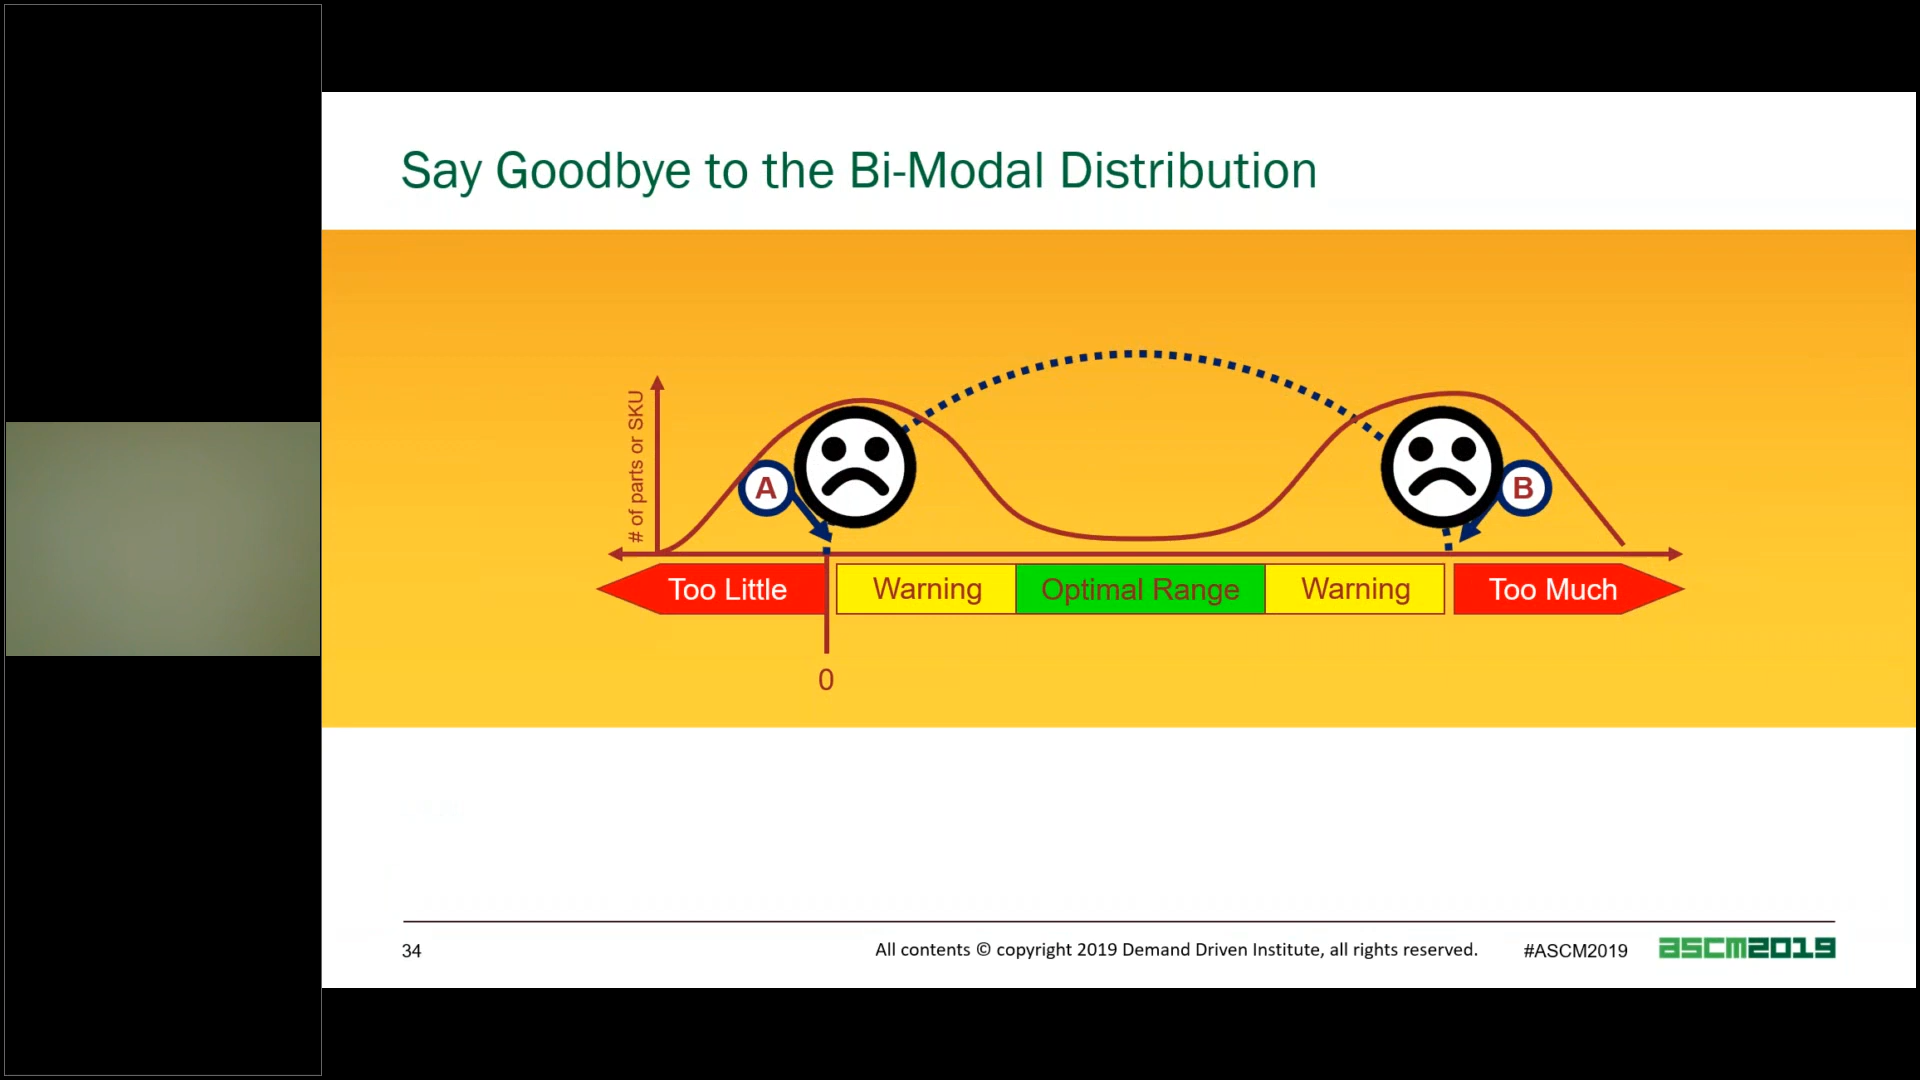 Say Goodbye to the Bi-Modal Distribution
# of parts or SKU
A
B
Too Little
Warning
Optimal Range
Warning
Too Much
0
34
All contents © copyright 2019 Demand Driven Institute, all rights reserved.
#ASCM2019
ascm2019